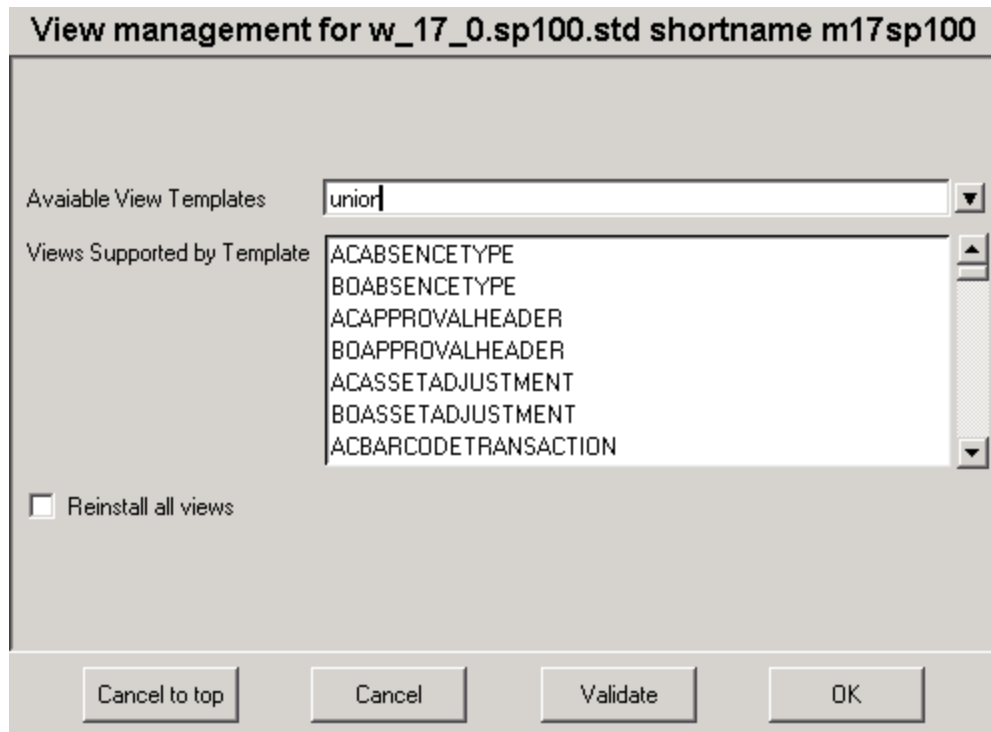 View management for w_17_0.sp100.std shortname m17sp100
Avaiable View Templates
union
Views Supported by Template
ACABSENCETYPE
BOABSENCETYPE
ACAPPROVALHEADER
BOAPPROVALHEADER
ACASSETADJUSTMENT
BOASSETADJUSTMENT
ACBARCODETRANSACTION
Reinstall all views
Cancel to top
Cancel
Validate
OK